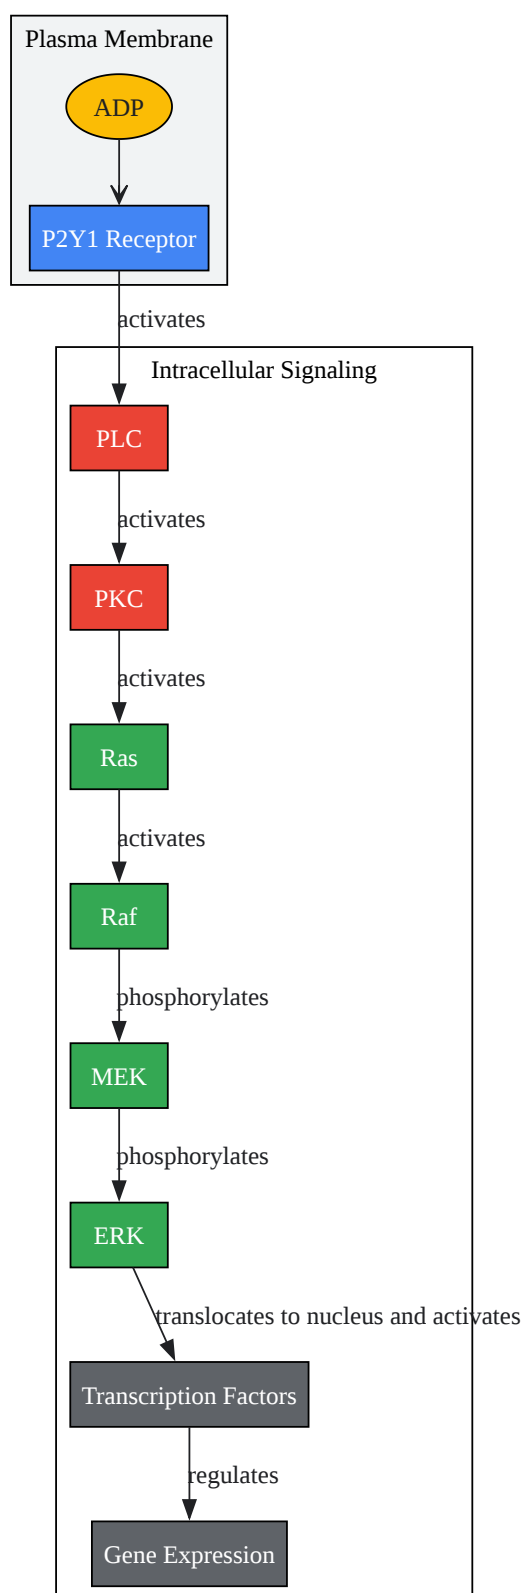 Plasma Membrane
ADP
P2Y1 Receptor
activates
Intracellular Signaling
PLC
activates
PKC
activates
Ras
activates
Raf
phosphorylates
MEK
phosphorylates
ERK
translocates to nucleus and activates
Transcription Factors
regulates
Gene Expression